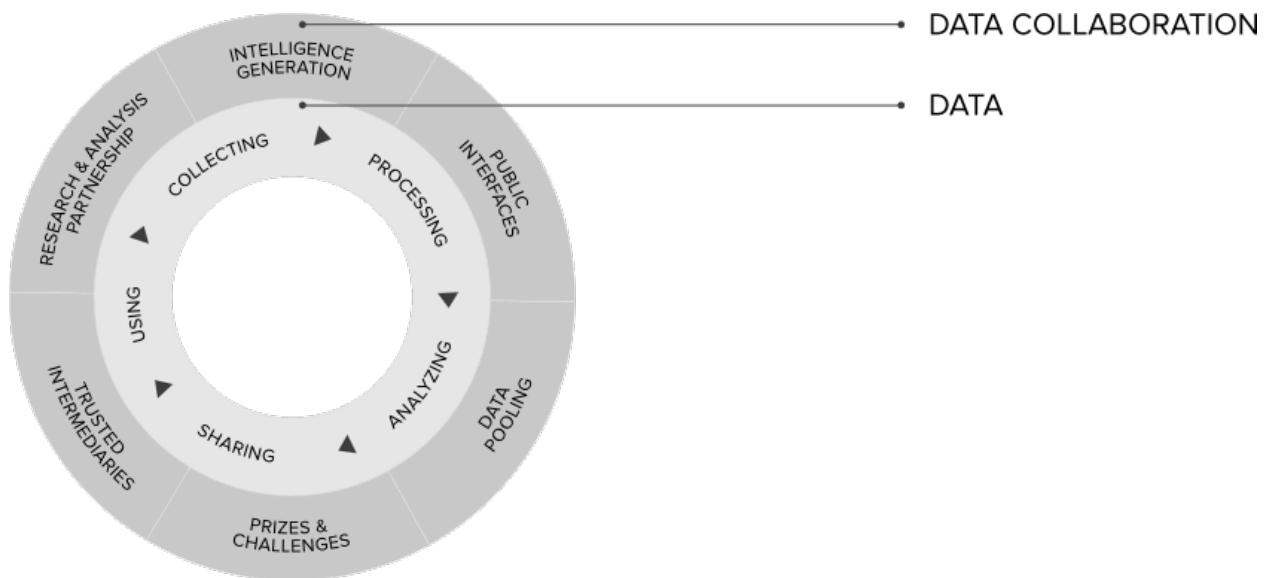 DATA COLLABORATION
DATA
INTELLIGENCE
GENERATION
PUBLIC
INTERFACES
DATA
POOLING
PRIZES &
CHALLENGES
TRUSTED
INTERMEDIARIES
RESEARCH & ANALYSIS
PARTNERSHIP
COLLECTING
PROCESSING
ANALYZING
SHARING
USING